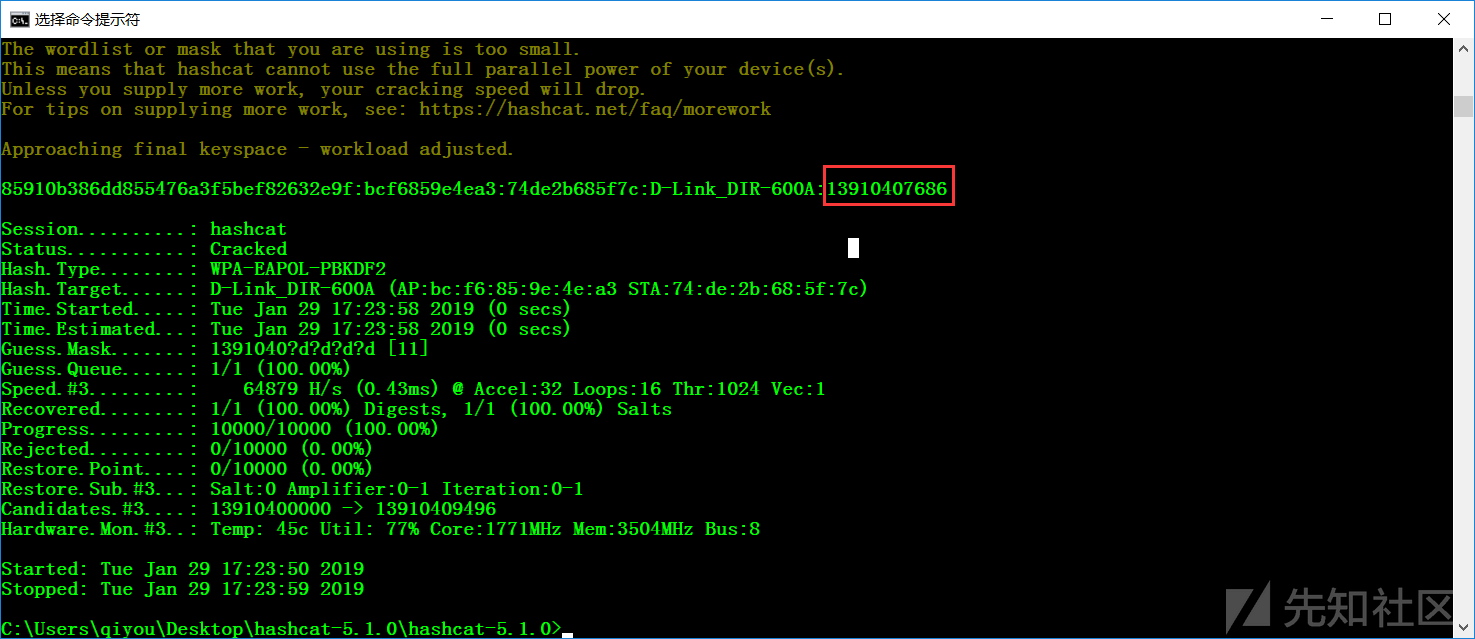 选择命令提示符
The wordlist or mask that you are using is too small.
This means that hashcat cannot use the full parallel power of your device(s).
Unless you supply more work, your cracking speed will drop.
For tips on supplying more work, see: https://hashcat.net/faq/morework
Approaching final keyspace - workload adjusted.
85910b386dd855476a3f5bef82632e9f:bcf6859e4ea3:74de2b685f7c:D-Link_DIR-600A:13910407686
Session..........: hashcat
Status...........: Cracked
Hash.Type........: WPA-EAPOL-PBKDF2
Hash.Target......: D-Link_DIR-600A (AP:bc:f6:85:9e:4e:a3 STA:74:de:2b:68:5f:7c)
Time.Started.....: Tue Jan 29 17:23:58 2019 (0 secs)
Time.Estimated...: Tue Jan 29 17:23:58 2019 (0 secs)
Guess.Mask.......: 1391040?d?d?d?d [11]
Guess.Queue......: 1/1 (100.00%)
Speed.#3.........:    64879 H/s (0.43ms) @ Accel:32 Loops:16 Thr:1024 Vec:1
Recovered........: 1/1 (100.00%) Digests, 1/1 (100.00%) Salts
Progress.........: 10000/10000 (100.00%)
Rejected.........: 0/10000 (0.00%)
Restore.Point....: 0/10000 (0.00%)
Restore.Sub.#3...: Salt:0 Amplifier:0-1 Iteration:0-1
Candidates.#3....: 13910400000 -> 13910409496
Hardware.Mon.#3..: Temp: 45c Util: 77% Core:1771MHz Mem:3504MHz Bus:8
Started: Tue Jan 29 17:23:50 2019
Stopped: Tue Jan 29 17:23:59 2019
C:\Users\qiyou\Desktop\hashcat-5.1.0\hashcat-5.1.0>
先知社区